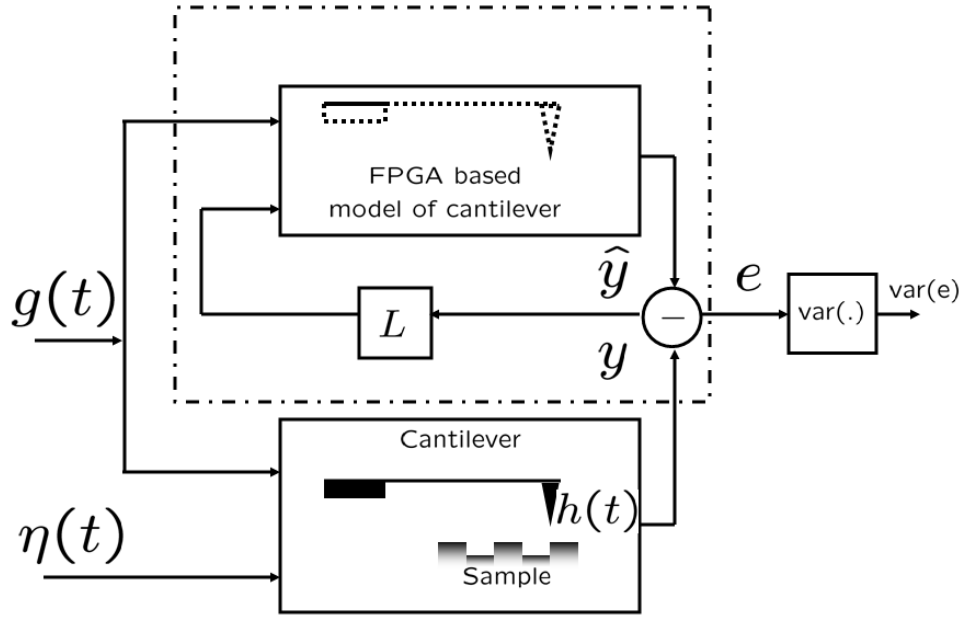 FPGA based
model of cantilever
g(t)
ŷ
e
L
−
var(.)
var(e)
y
Cantilever
h(t)
η(t)
Sample